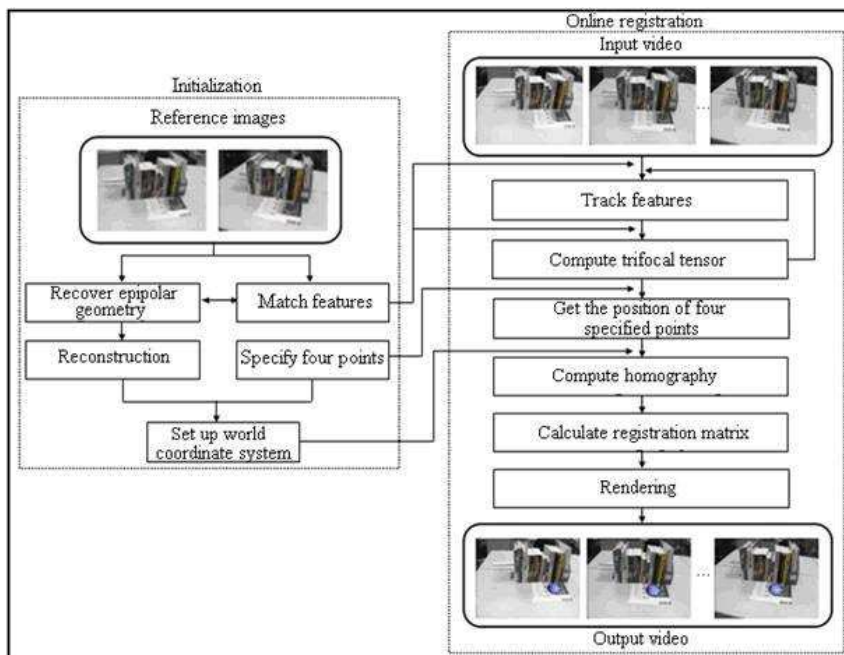 Initialization
Reference images
Recover epipolar
geometry
Match features
Reconstruction
Specify four points
Set up world
coordinate system
Online registration
Input video
...
Track features
Compute trifocal tensor
Get the position of four
specified points
Compute homography
Calculate registration matrix
Rendering
...
Output video